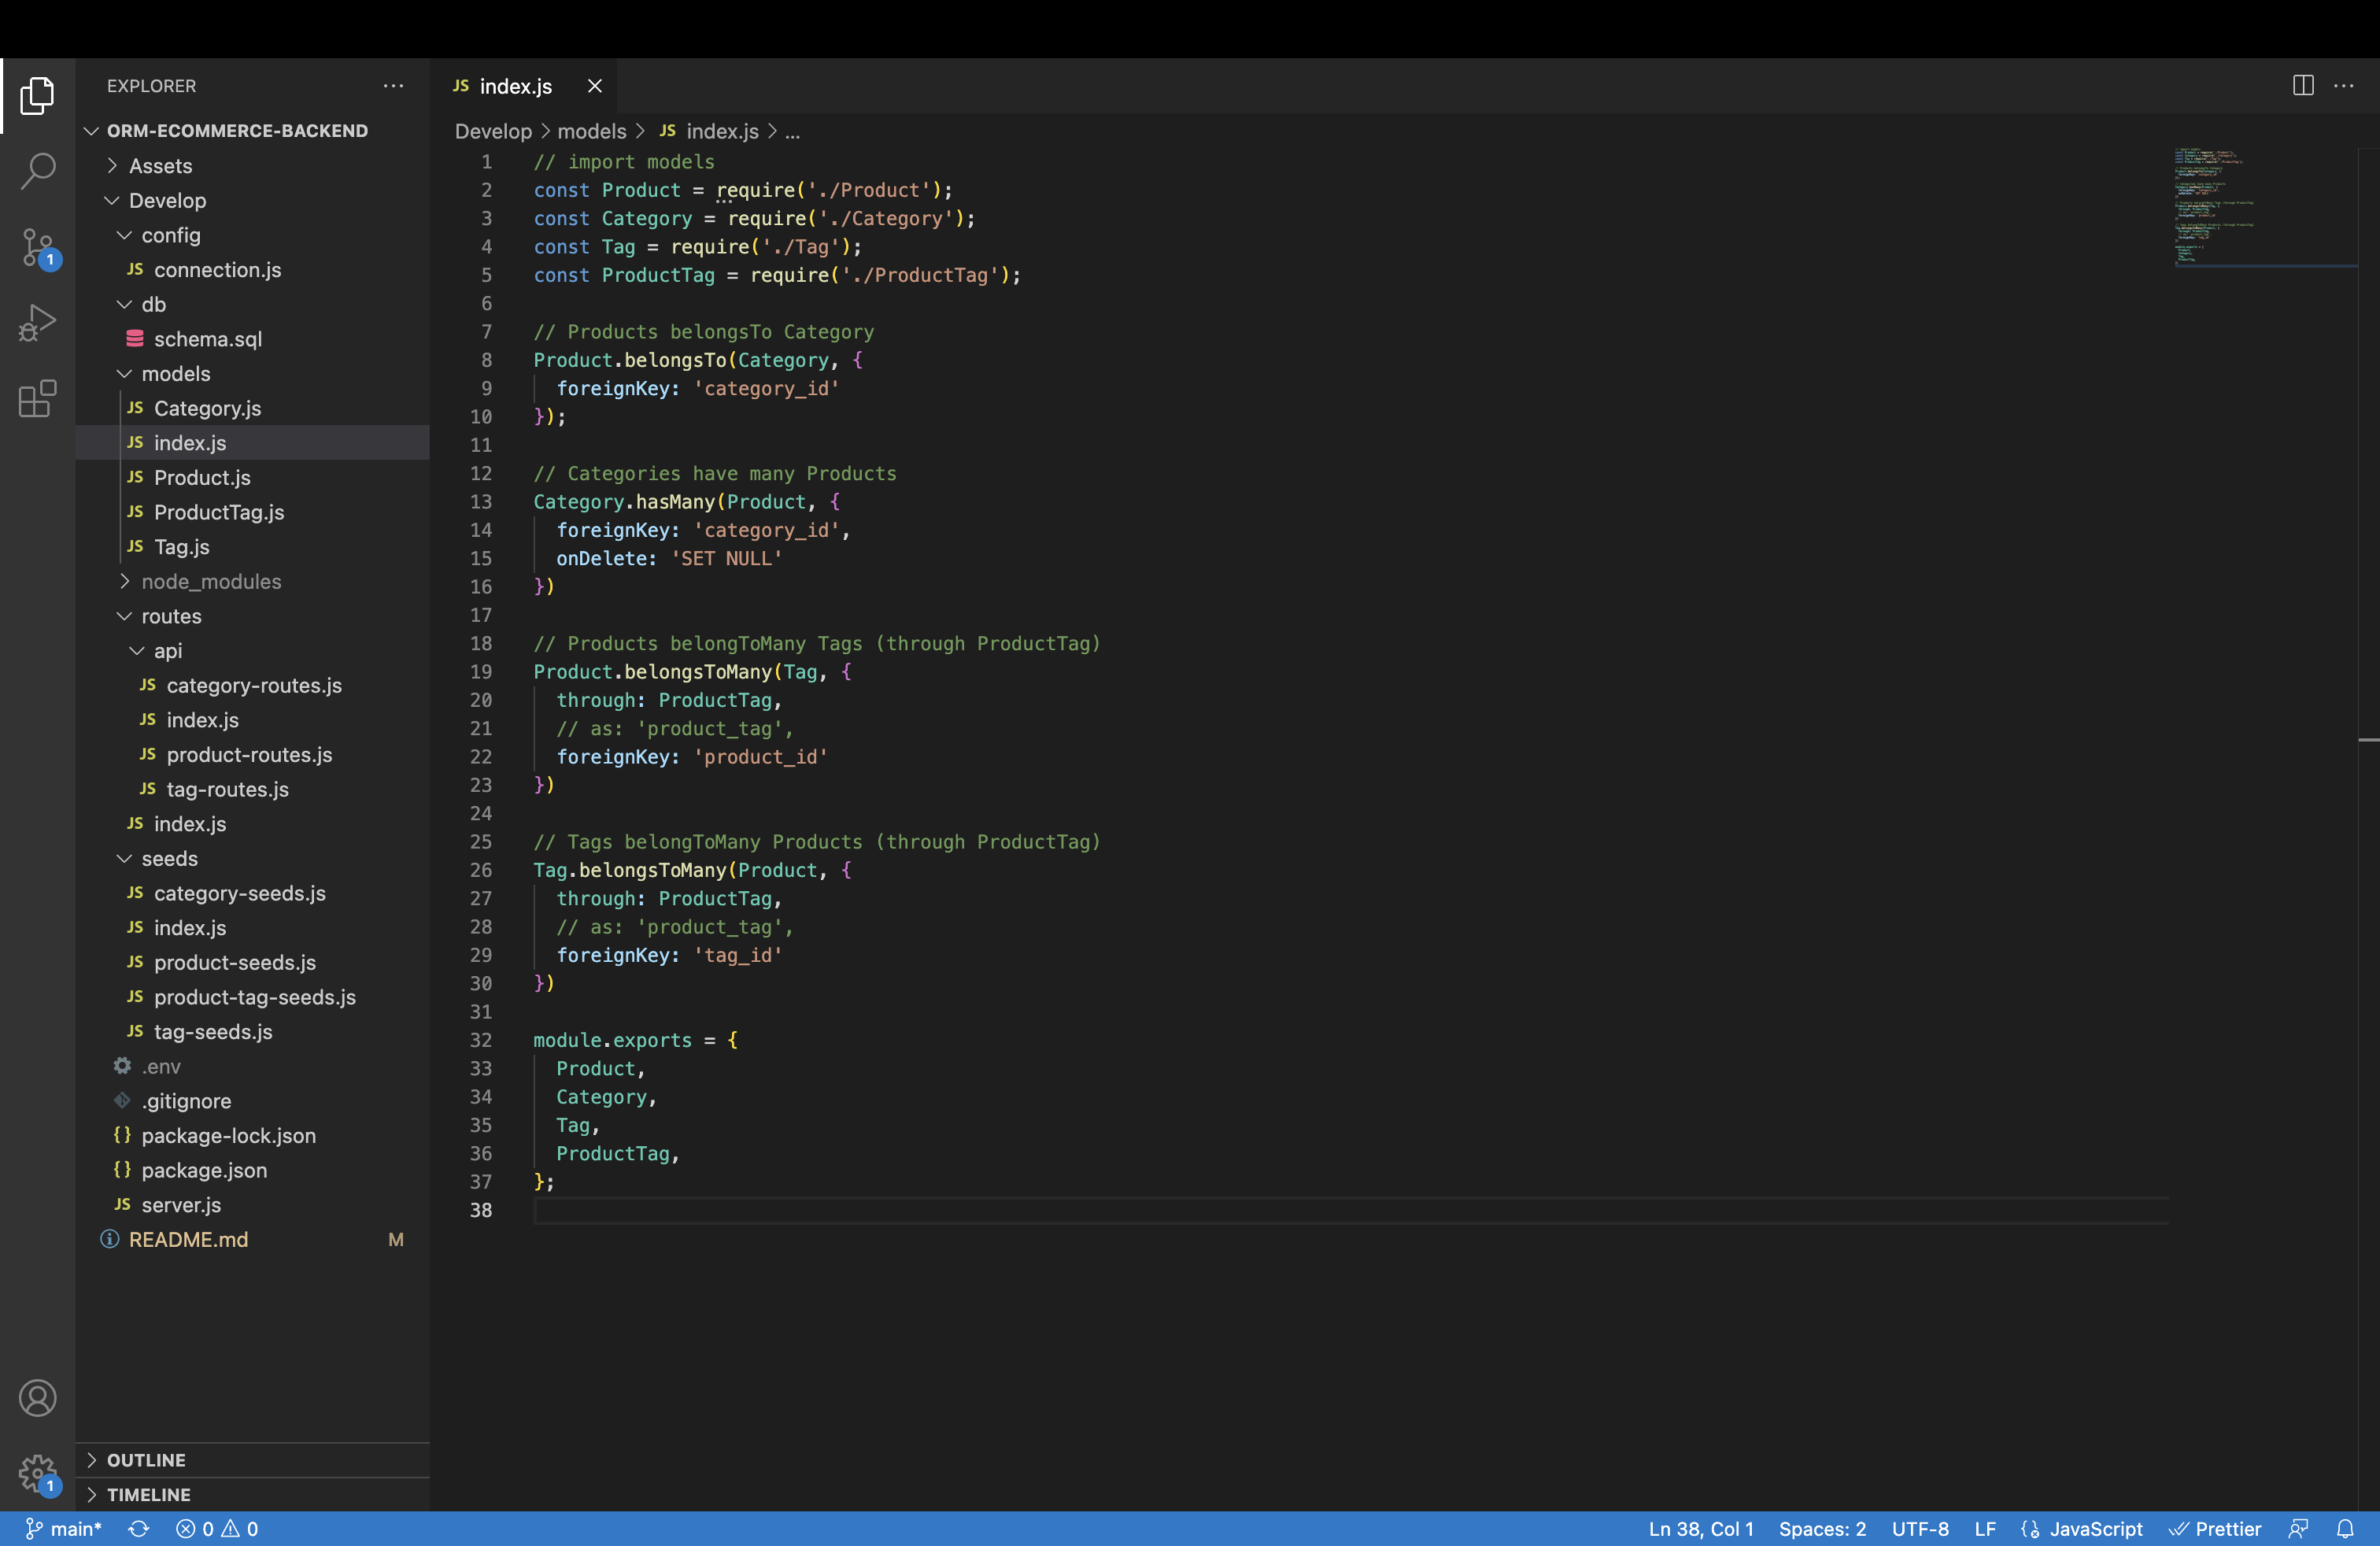 EXPLORER
ORM-ECOMMERCE-BACKEND
Assets
Develop
config
JS connection.js
db
schema.sql
models
JS Category.js
JS index.js
JS Product.js
JS ProductTag.js
JS Tag.js
node_modules
routes
api
JS category-routes.js
JS index.js
JS product-routes.js
JS tag-routes.js
JS index.js
seeds
JS category-seeds.js
JS index.js
JS product-seeds.js
JS product-tag-seeds.js
JS tag-seeds.js
.env
.gitignore
{} package-lock.json
{} package.json
JS server.js
README.md M
OUTLINE
TIMELINE
1
1
JS index.js
Develop > models > JS index.js > ...
1 // import models
2 const Product = require('./Product');
3 const Category = require('./Category');
4 const Tag = require('./Tag');
5 const ProductTag = require('./ProductTag');
6
7 // Products belongsTo Category
8 Product.belongsTo(Category, {
9 foreignKey: 'category_id'
10 });
11
12 // Categories have many Products
13 Category.hasMany(Product, {
14 foreignKey: 'category_id',
15 onDelete: 'SET NULL'
16 })
17
18 // Products belongToMany Tags (through ProductTag)
19 Product.belongsToMany(Tag, {
20 through: ProductTag,
21 // as: 'product_tag',
22 foreignKey: 'product_id'
23 })
24
25 // Tags belongToMany Products (through ProductTag)
26 Tag.belongsToMany(Product, {
27 through: ProductTag,
28 // as: 'product_tag',
29 foreignKey: 'tag_id'
30 })
31
32 module.exports = {
33 Product,
34 Category,
35 Tag,
36 ProductTag,
37 };
38
main* 0 0 Ln 38, Col 1 Spaces: 2 UTF-8 LF JavaScript Prettier